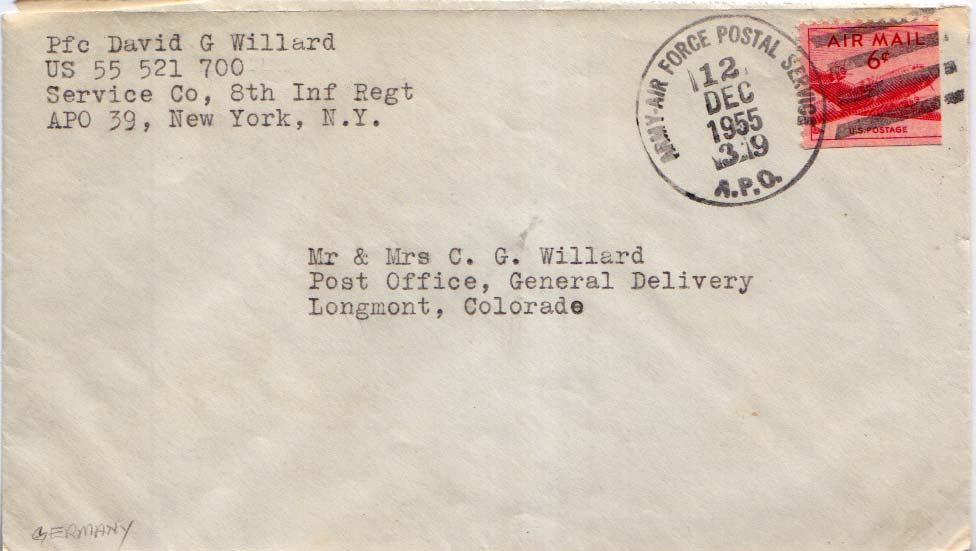 Pfc David G Willard
US 55 521 700
Service Co, 8th Inf Regt
APO 39, New York, N.Y.
ARMY-AIR FORCE POSTAL SERVICE
12
DEC
1955
A.P.O.
AIR MAIL
6¢
U.S. POSTAGE
Mr & Mrs C. G. Willard
Post Office, General Delivery
Longmont, Colorado
GERMANY